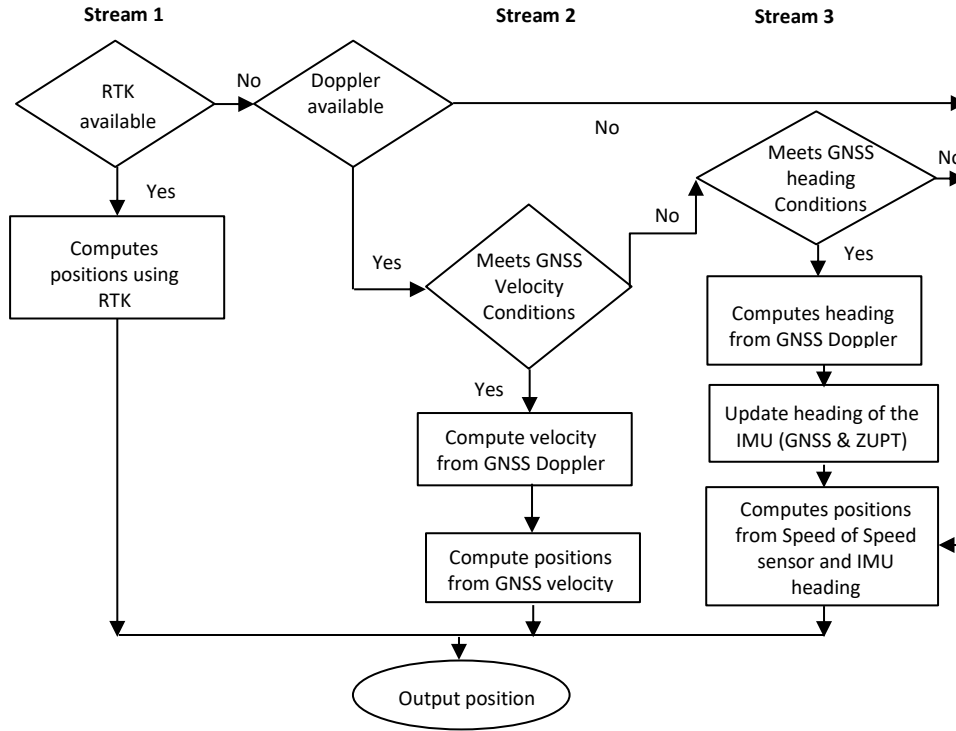 Stream 1
Stream 2
Stream 3
RTK
available
No
Doppler
available
No
Meets GNSS
heading
Conditions
No
Yes
Computes
positions using
RTK
Yes
Meets GNSS
Velocity
Conditions
No
Yes
Computes heading
from GNSS Doppler
Yes
Compute velocity
from GNSS Doppler
Update heading of the
IMU (GNSS & ZUPT)
Compute positions
from GNSS velocity
Computes positions
from Speed of Speed
sensor and IMU
heading
Output position